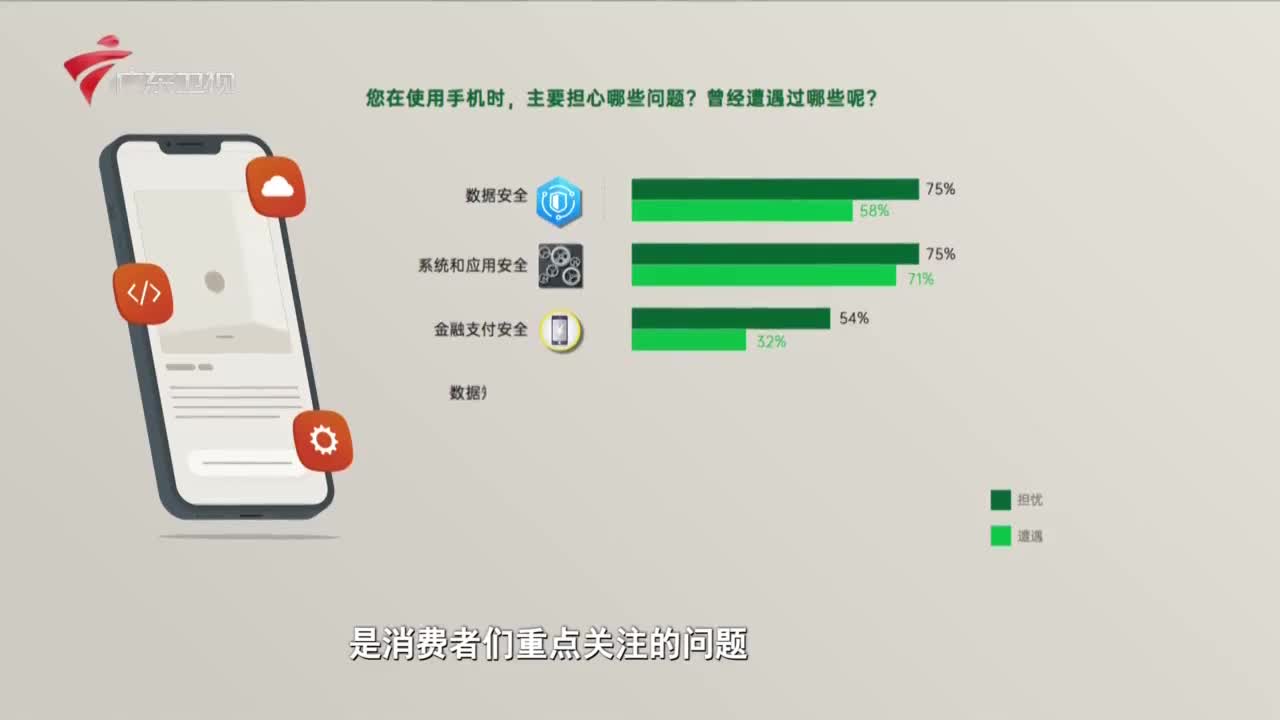 广东卫视
您在使用手机时，主要担心哪些问题？曾经遭遇过哪些呢？
数据安全
75%
58%
系统和应用安全
75%
71%
金融支付安全
54%
32%
数据
担忧
遭遇
是消费者们重点关注的问题